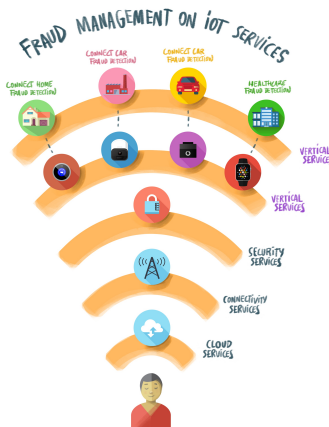 FRAUD MANAGEMENT ON IOT SERVICES
CONNECT CAR
FRAUD DETECTION)
CONNECT CAR
FRAUD DETECTION)
CONNECT HOME
FRAUD DETECTION)
HEALTHCARE
FRAUD DETECTION)
VERTICAL
SERVICES
VERTICAL
SERVICES
SECURITY
SERVICES
CONNECTIVITY
SERVICES
CLOUD
SERVICES